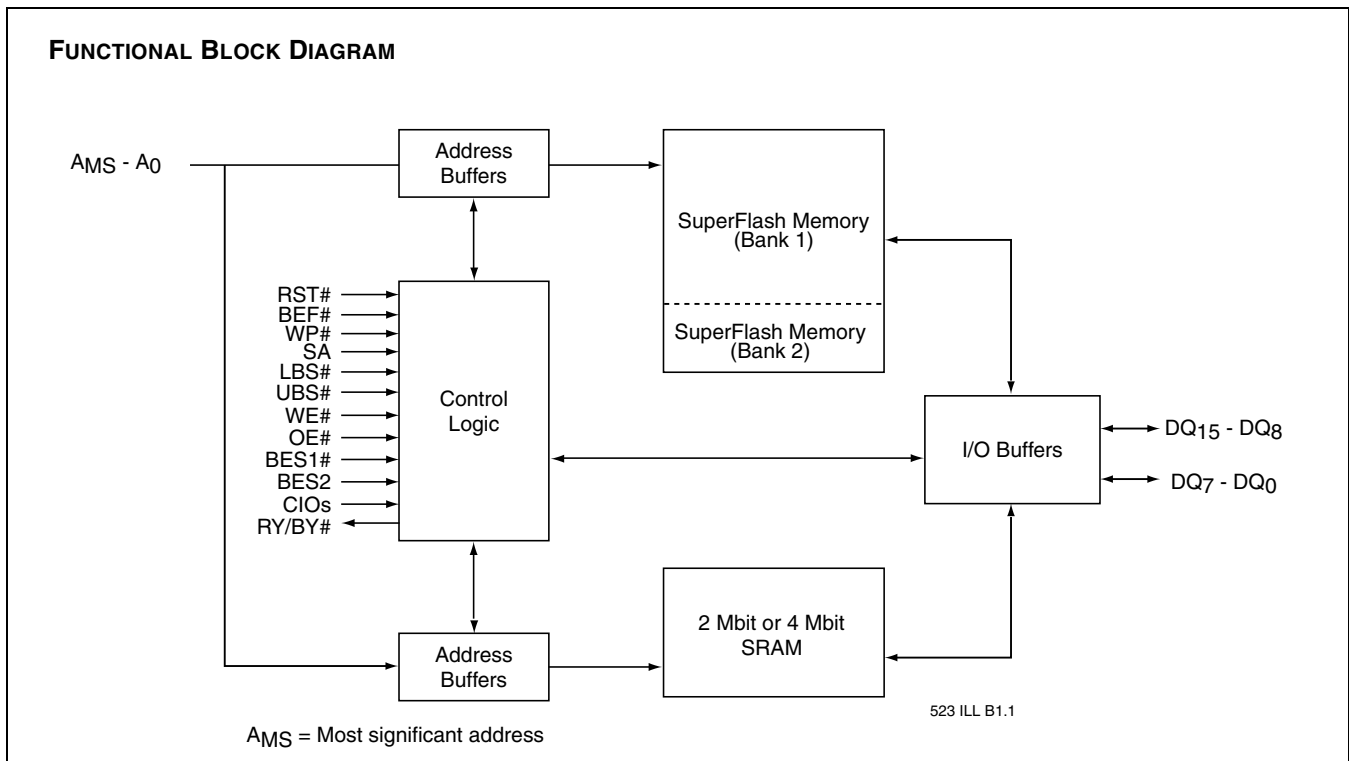 FUNCTIONAL BLOCK DIAGRAM
AMS - A0
Address
Buffers
SuperFlash Memory
(Bank 1)
SuperFlash Memory
(Bank 2)
RST#
BEF#
WP#
SA
LBS#
UBS#
WE#
OE#
BES1#
BES2
CIOs
RY/BY#
Control
Logic
I/O Buffers
DQ15 - DQ8
DQ7 - DQ0
Address
Buffers
2 Mbit or 4 Mbit
SRAM
523 ILL B1.1
AMS = Most significant address